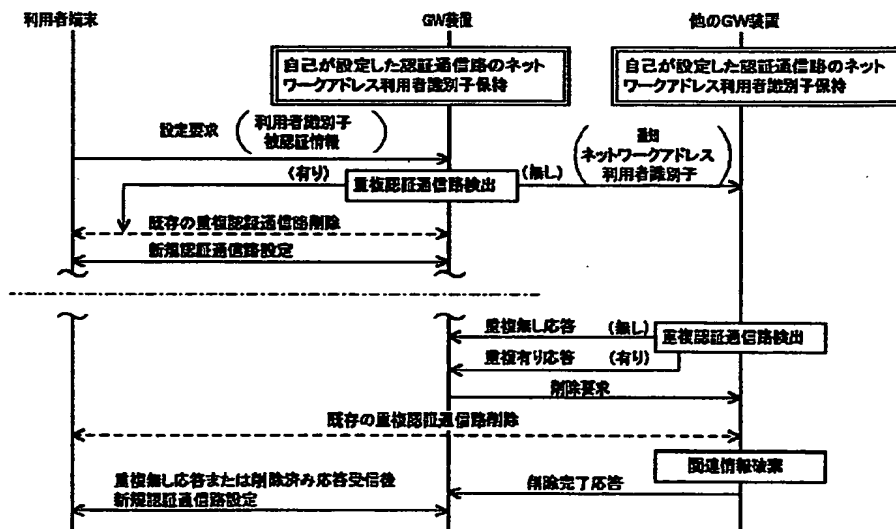 利用者端末
GW装置
他のGW装置
自己が設定した認証通信路のネット
ワークアドレス利用者識別子保持
自己が設定した認証通信路のネット
ワークアドレス利用者識別子保持
設定要求
利用者識別子
被認証情報
通知
ネットワークアドレス
利用者識別子
(有り)
重複認証通信路検出
(無し)
既存の重複認証通信路削除
新規認証通信路設定
重複無し応答 (無し)
重複認証通信路検出
重複有り応答 (有り)
削除要求
既存の重複認証通信路削除
関連情報破棄
重複無し応答または削除済み応答受信後
新規認証通信路設定
削除完了応答